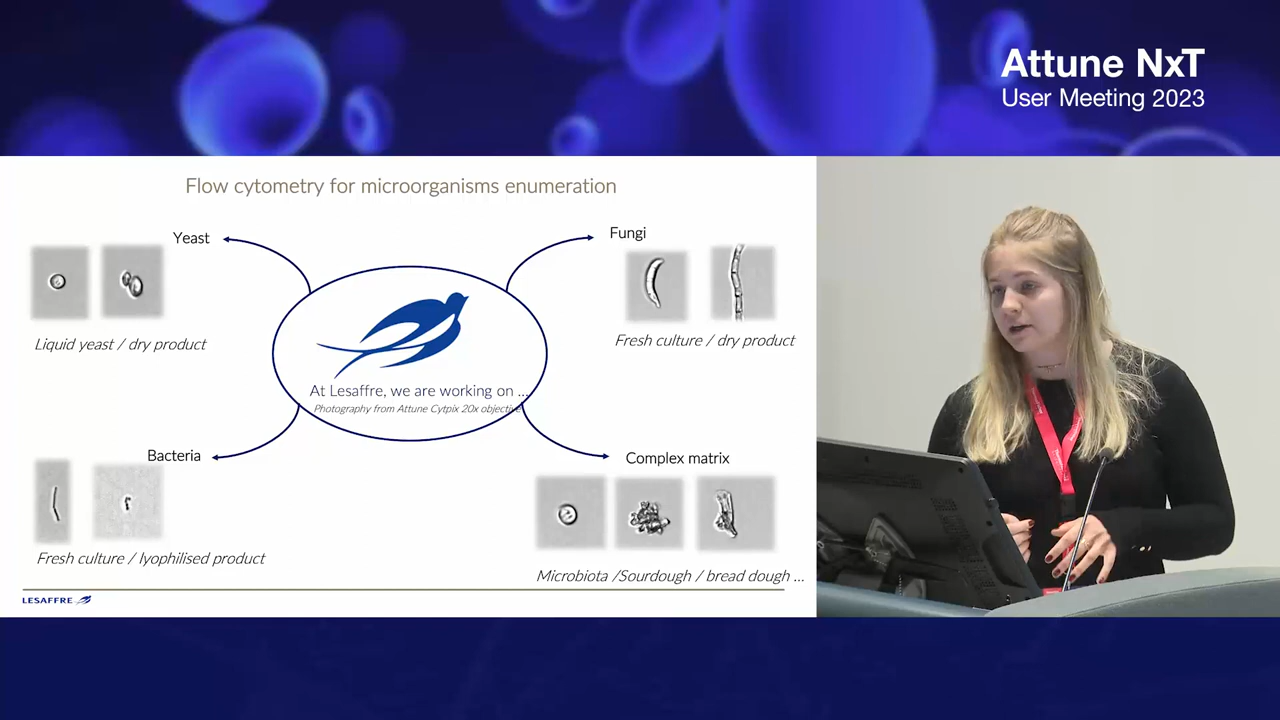 Attune NxT
User Meeting 2023
Flow cytometry for microorganisms enumeration
Yeast
Fungi
Liquid yeast / dry product
Fresh culture / dry product
At Lesaffre, we are working on ...
Photography from Attune Cytpix 20x objective
Bacteria
Complex matrix
Fresh culture / lyophilised product
Microbiota /Sourdough / bread dough ...
LESAFFRE